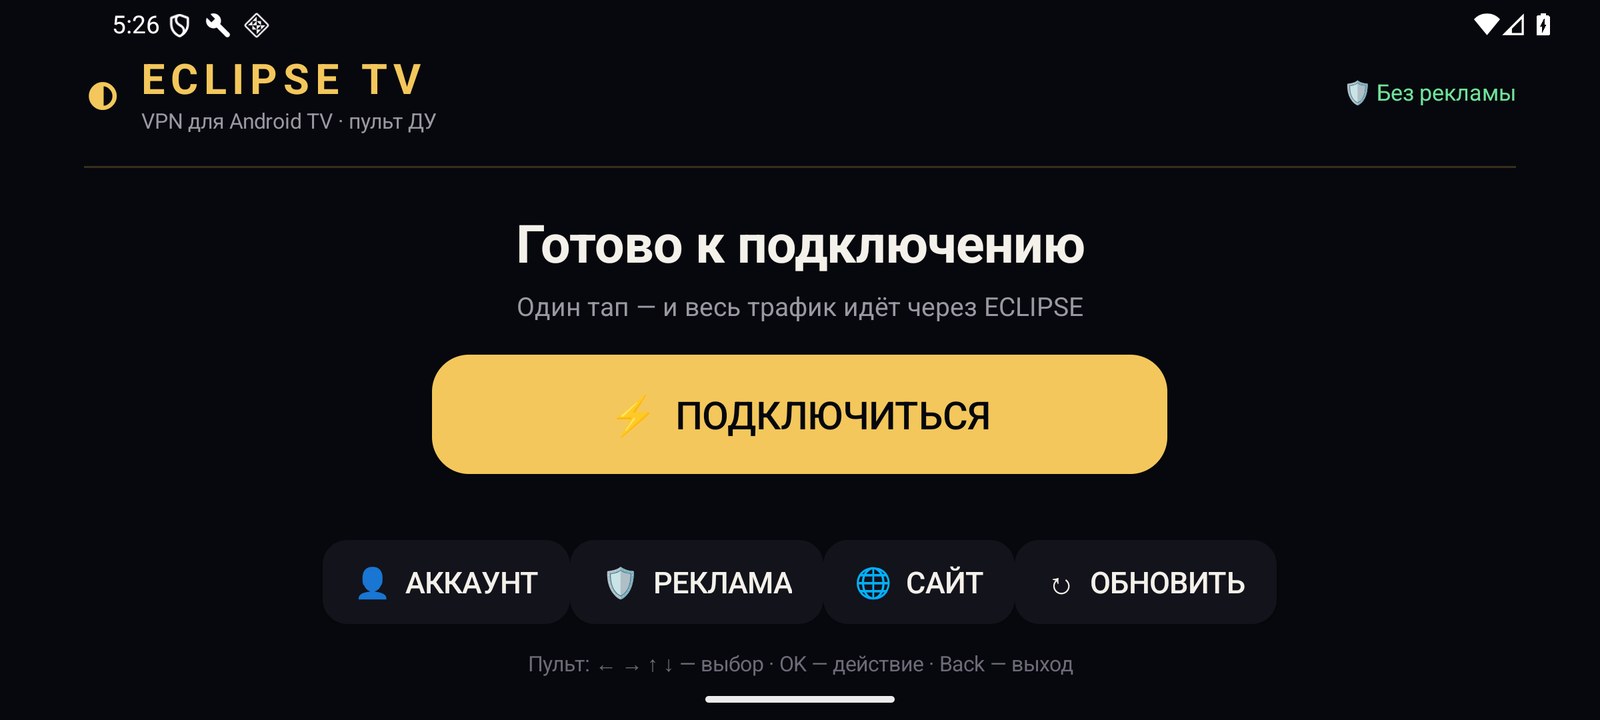 5:26
ECLIPSE TV
VPN для Android TV · пульт ДУ
Без рекламы
Готово к подключению
Один тап — и весь трафик идёт через ECLIPSE
ПОДКЛЮЧИТЬСЯ
АККАУНТ
РЕКЛАМА
САЙТ
ОБНОВИТЬ
Пульт: ← → ↑ ↓ — выбор · OK — действие · Back — выход